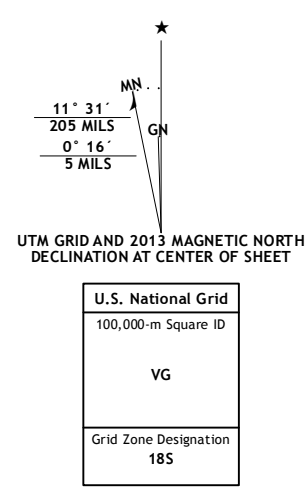 MN
11° 31´
205 MILS
GN
0° 16´
5 MILS
UTM GRID AND 2013 MAGNETIC NORTH
DECLINATION AT CENTER OF SHEET
U.S. National Grid
100,000-m Square ID
VG
Grid Zone Designation
18S